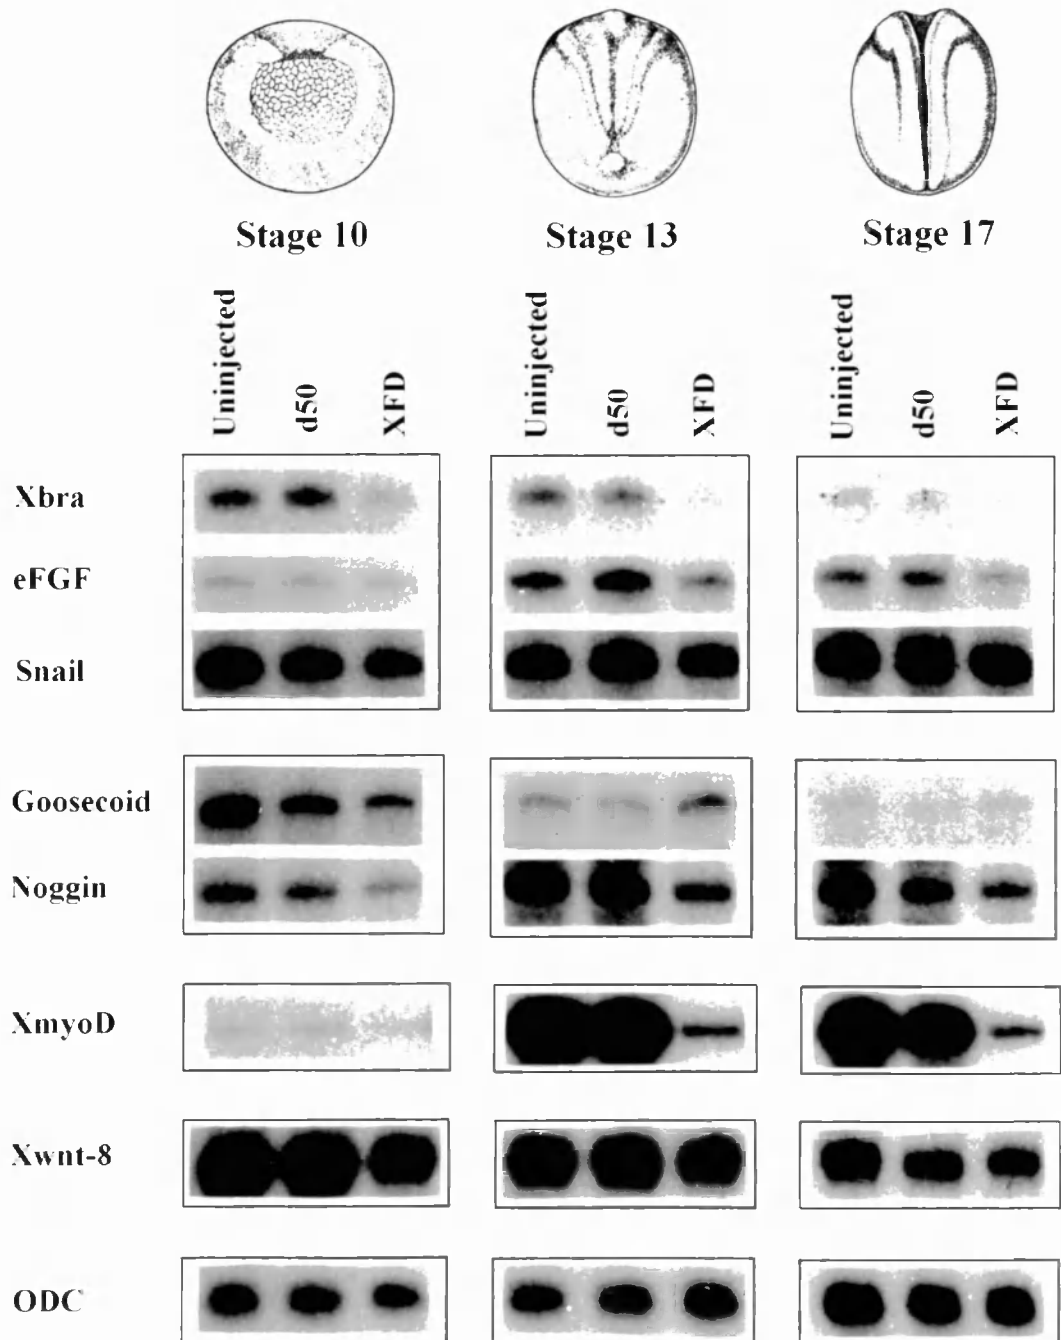 Stage 10 Stage 13 Stage 17
Uninjected d50 XFD Uninjected d50 XFD Uninjected d50 XFD
Xbra
eFGF
Snail
Goosecoid
Noggin
XmyoD
Xwnt-8
ODC